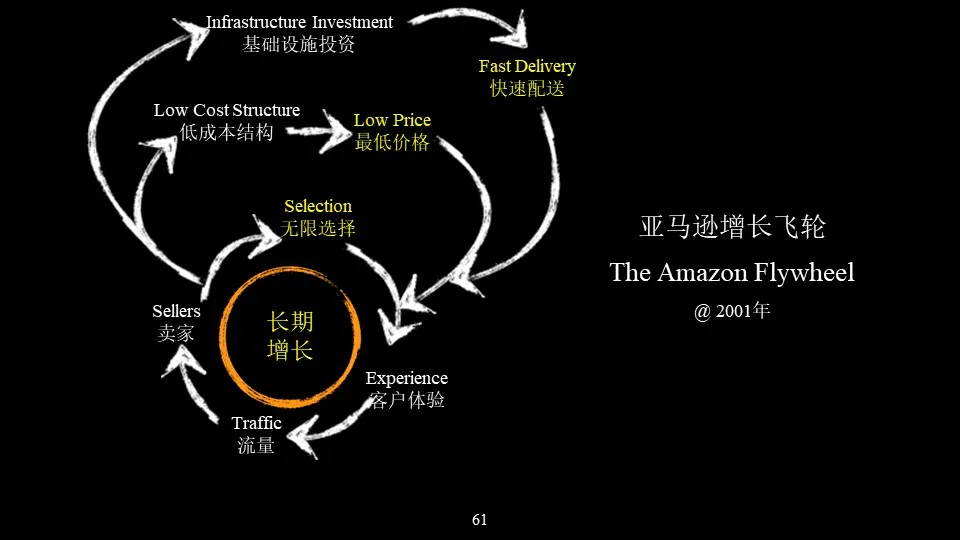 Infrastructure Investment
基础设施投资
Fast Delivery
快速配送
Low Cost Structure
低成本结构
Low Price
最低价格
Selection
无限选择
亚马逊增长飞轮
The Amazon Flywheel
@ 2001年
Sellers
卖家
长期
增长
Experience
客户体验
Traffic
流量
61